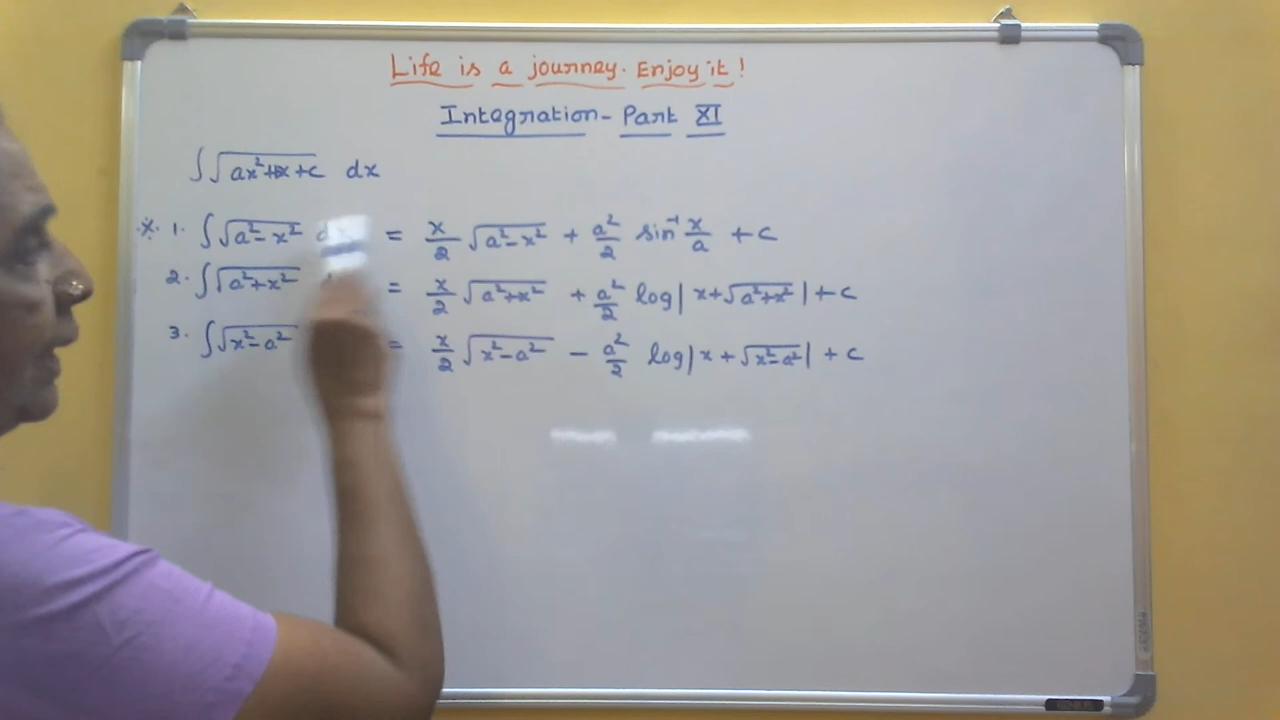 Life is a journey. Enjoy it!
Integration - Part XI
∫√(ax²+bx+c) dx
* 1. ∫√(a²-x²) dx = x/2 √(a²-x²) + a²/2 sin⁻¹ x/a + c
2. ∫√(a²+x²) = x/2 √(a²+x²) + a²/2 log|x+√(a²+x²)| + c
3. ∫√(x²-a²) = x/2 √(x²-a²) - a²/2 log|x+√(x²-a²)| + c